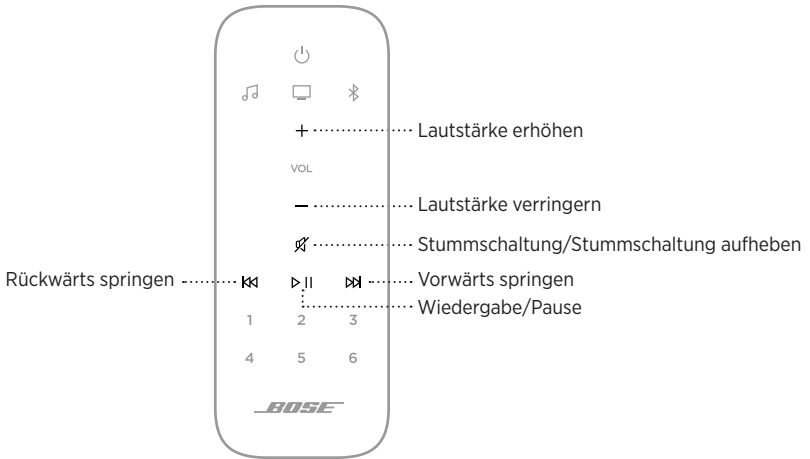 Lautstärke erhöhen
VOL
Lautstärke verringern
Stummschaltung/Stummschaltung aufheben
Rückwärts springen
Vorwärts springen
Wiedergabe/Pause
1 2 3
4 5 6
BOSE